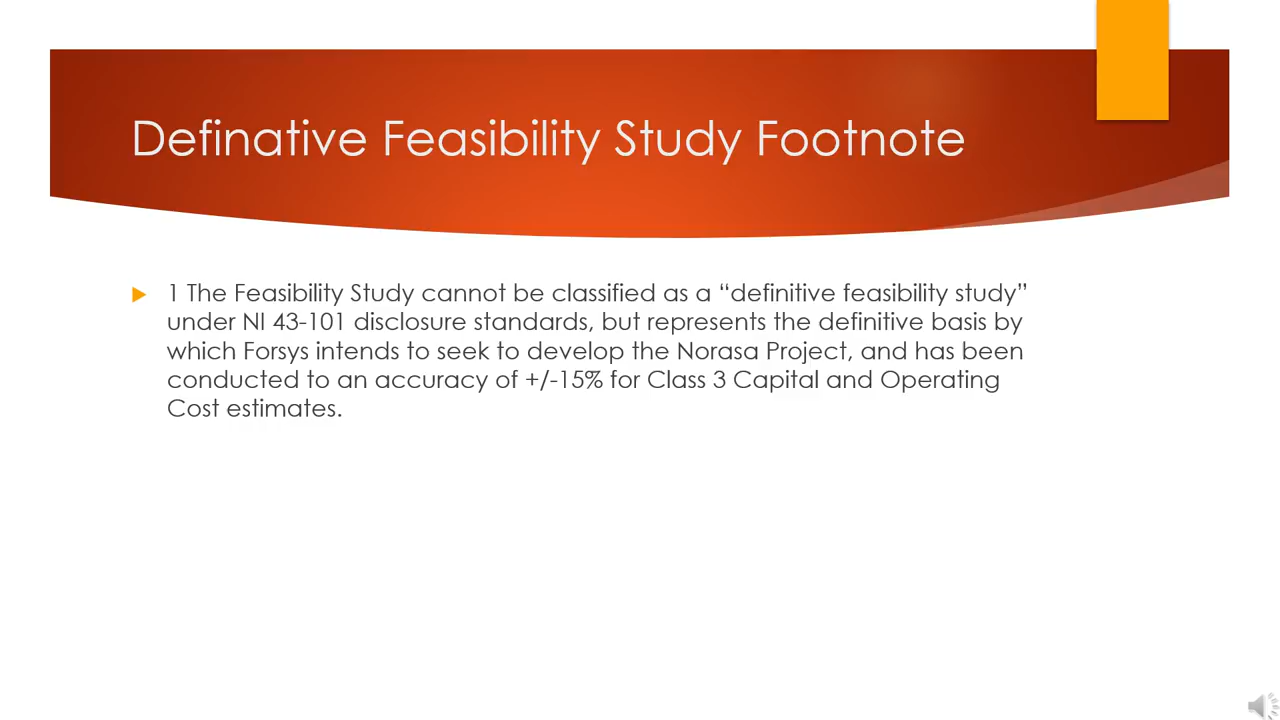 Definative Feasibility Study Footnote
1 The Feasibility Study cannot be classified as a “definitive feasibility study”
under NI 43-101 disclosure standards, but represents the definitive basis by
which Forsys intends to seek to develop the Norasa Project, and has been
conducted to an accuracy of +/-15% for Class 3 Capital and Operating
Cost estimates.